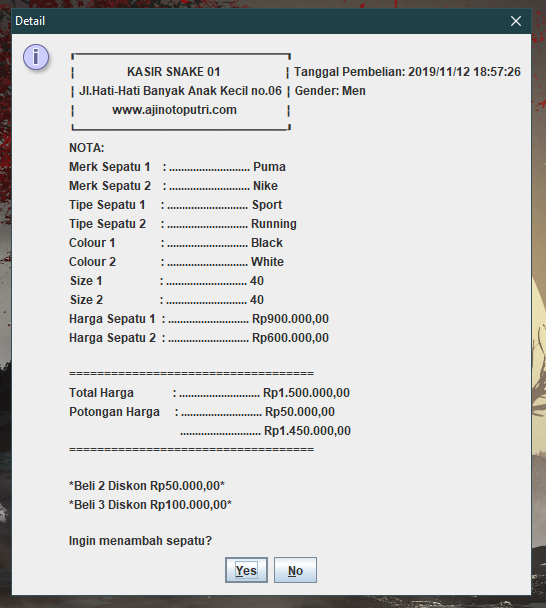 Detail
KASIR SNAKE 01
Tanggal Pembelian: 2019/11/12 18:57:26
Jl.Hati-Hati Banyak Anak Kecil no.06
Gender: Men
www.ajinotoputri.com
NOTA:
Merk Sepatu 1 : ........................... Puma
Merk Sepatu 2 : ........................... Nike
Tipe Sepatu 1 : ........................... Sport
Tipe Sepatu 2 : ........................... Running
Colour 1 : ........................... Black
Colour 2 : ........................... White
Size 1 : ........................... 40
Size 2 : ........................... 40
Harga Sepatu 1 : ........................... Rp900.000,00
Harga Sepatu 2 : ........................... Rp600.000,00
===================================
Total Harga : ........................... Rp1.500.000,00
Potongan Harga : ........................... Rp50.000,00
........................... Rp1.450.000,00
===================================
*Beli 2 Diskon Rp50.000,00*
*Beli 3 Diskon Rp100.000,00*
Ingin menambah sepatu?
Yes
No